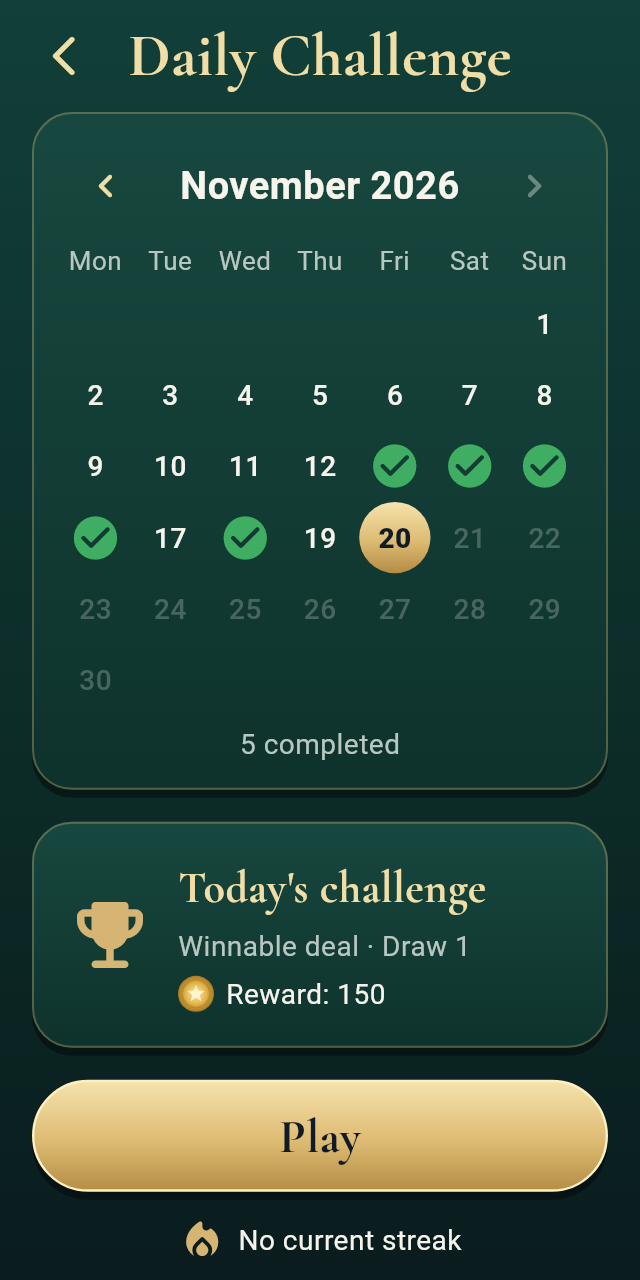 Daily Challenge
November 2026
Mon Tue Wed Thu Fri Sat Sun
1
2 3 4 5 6 7 8
9 10 11 12
17 19 20 21 22
23 24 25 26 27 28 29
30
5 completed
Today's challenge
Winnable deal · Draw 1
Reward: 150
Play
No current streak